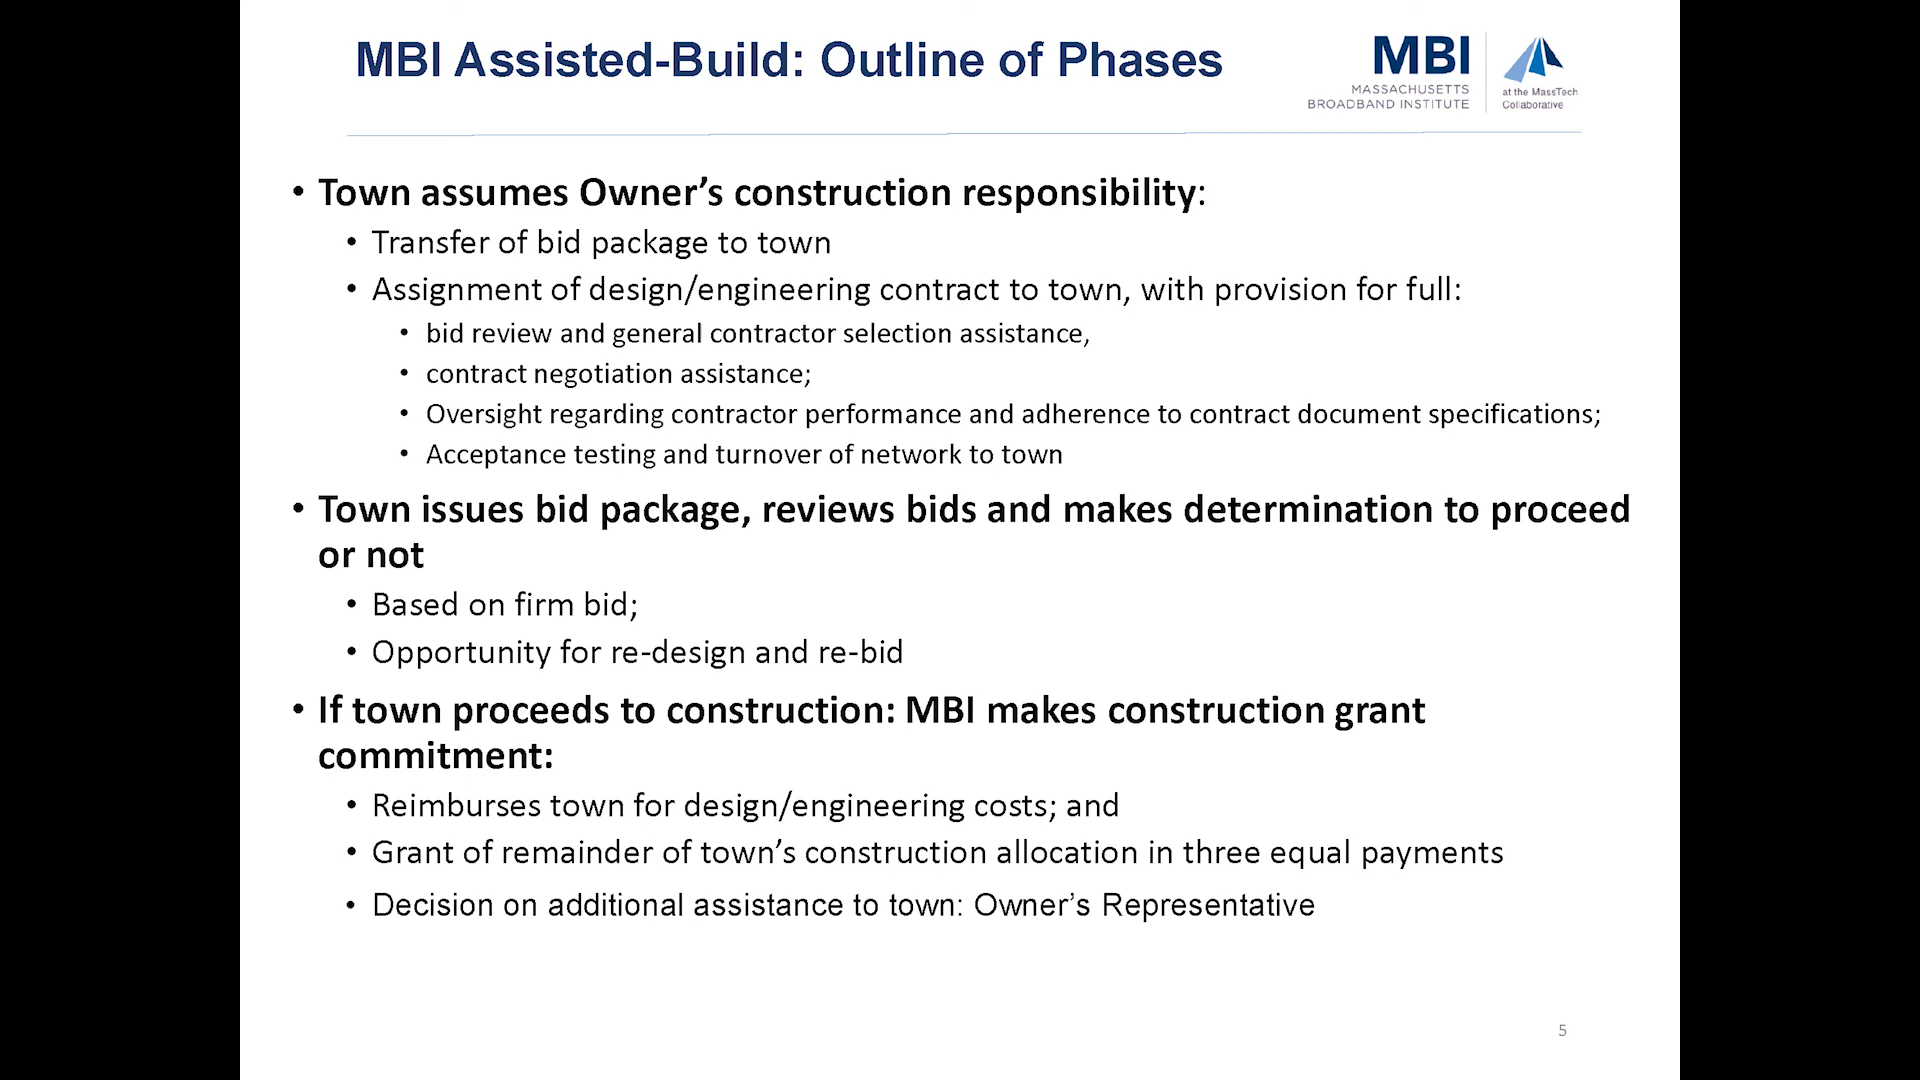 MBI Assisted-Build: Outline of Phases
MBI
MASSACHUSETTS
BROADBAND INSTITUTE
at the MassTech
Collaborative
• Town assumes Owner’s construction responsibility:
• Transfer of bid package to town
• Assignment of design/engineering contract to town, with provision for full:
• bid review and general contractor selection assistance,
• contract negotiation assistance;
• Oversight regarding contractor performance and adherence to contract document specifications;
• Acceptance testing and turnover of network to town
• Town issues bid package, reviews bids and makes determination to proceed
or not
• Based on firm bid;
• Opportunity for re-design and re-bid
• If town proceeds to construction: MBI makes construction grant
commitment:
• Reimburses town for design/engineering costs; and
• Grant of remainder of town’s construction allocation in three equal payments
• Decision on additional assistance to town: Owner’s Representative
5